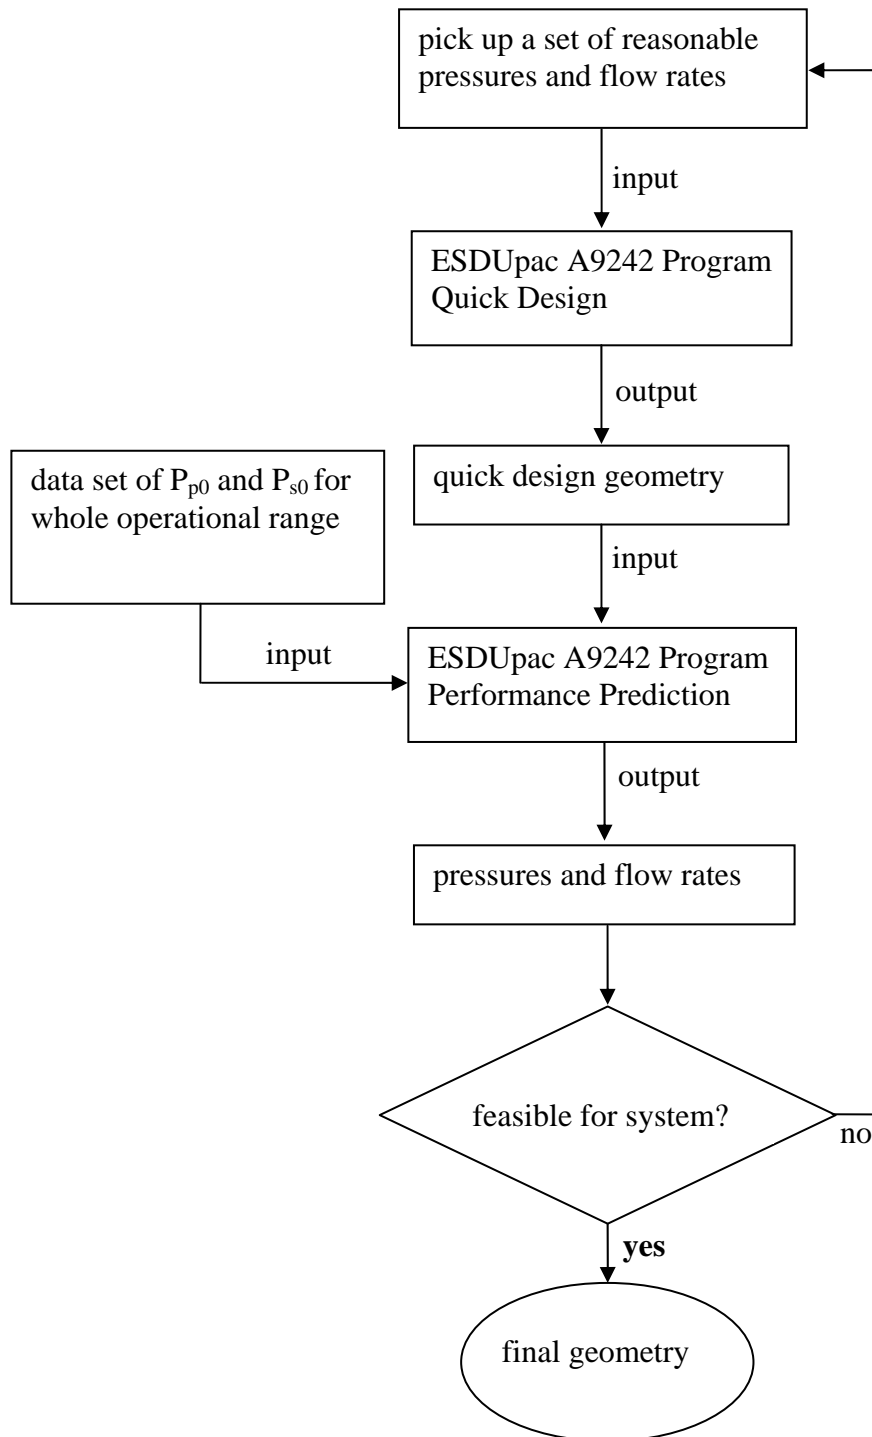 pick up a set of reasonable
pressures and flow rates
input
ESDUpac A9242 Program
Quick Design
output
quick design geometry
data set of Pp0 and Ps0 for
whole operational range
input
input
ESDUpac A9242 Program
Performance Prediction
output
pressures and flow rates
feasible for system?
no
yes
final geometry